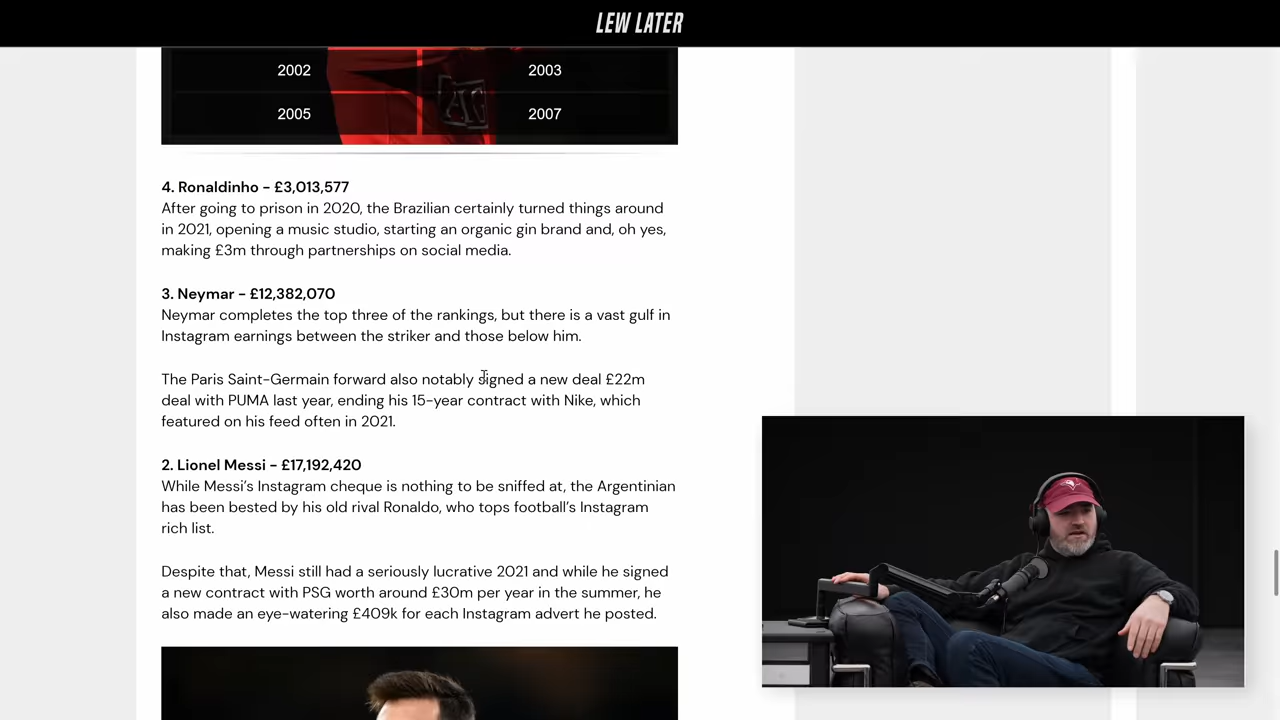 LEW LATER
2002 2003
2005 2007
4. Ronaldinho – £3,013,577
After going to prison in 2020, the Brazilian certainly turned things around
in 2021, opening a music studio, starting an organic gin brand and, oh yes,
making £3m through partnerships on social media.
3. Neymar – £12,382,070
Neymar completes the top three of the rankings, but there is a vast gulf in
Instagram earnings between the striker and those below him.
The Paris Saint-Germain forward also notably signed a new deal £22m
deal with PUMA last year, ending his 15-year contract with Nike, which
featured on his feed often in 2021.
2. Lionel Messi – £17,192,420
While Messi’s Instagram cheque is nothing to be sniffed at, the Argentinian
has been bested by his old rival Ronaldo, who tops football’s Instagram
rich list.
Despite that, Messi still had a seriously lucrative 2021 and while he signed
a new contract with PSG worth around £30m per year in the summer, he
also made an eye-watering £409k for each Instagram advert he posted.